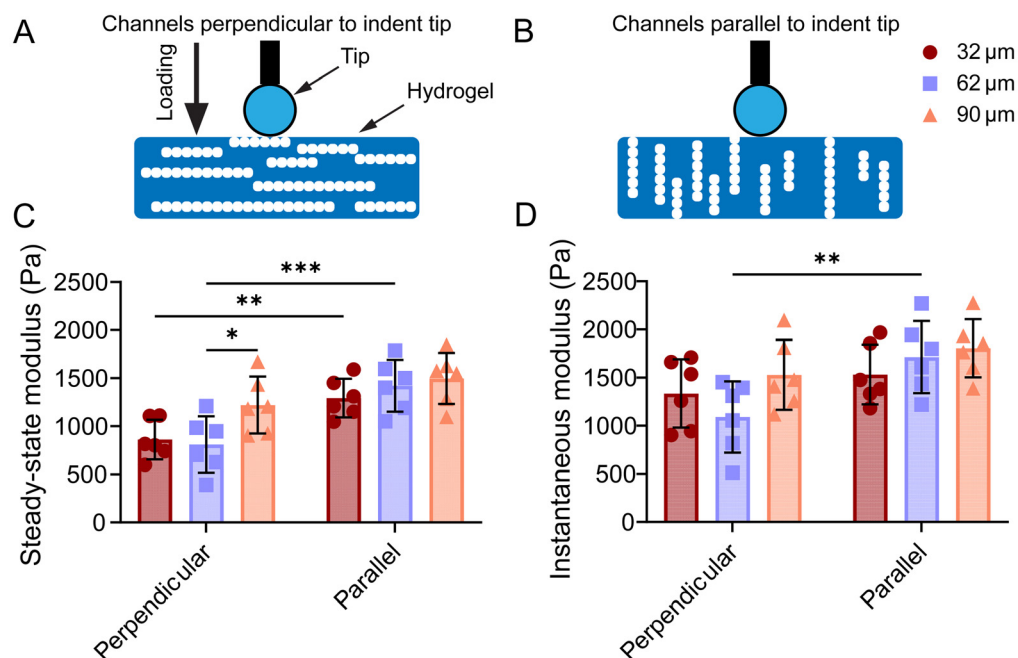 A
Channels perpendicular to indent tip
Loading
Tip
Hydrogel
B
Channels parallel to indent tip
32 µm
62 µm
90 µm
C
Steady-state modulus (Pa)
2500
2000
1500
1000
500
0
***
**
*
Perpendicular
Parallel
D
Instantaneous modulus (Pa)
2500
2000
1500
1000
500
0
**
Perpendicular
Parallel